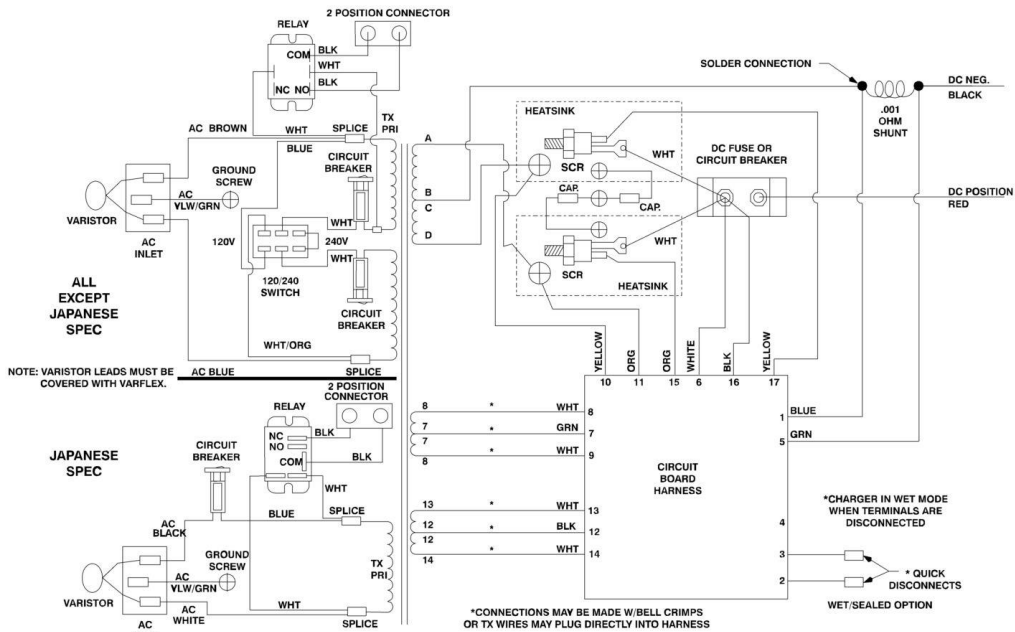 2 POSITION CONNECTOR
RELAY
COM
BLK
WHT
BLK
NC NO
SOLDER CONNECTION
DC NEG.
BLACK
.001
OHM
SHUNT
HEATSINK
TX
PRI
AC BROWN
WHT
SPLICE
BLUE
A
B
C
D
SCR
WHT
DC FUSE OR
CIRCUIT BREAKER
CIRCUIT
BREAKER
GROUND
SCREW
AC
YLW/GRN
VARISTOR
AC
INLET
CAP.
CAP.
DC POSITION
RED
WHT
120V
240V
WHT
WHT
SCR
HEATSINK
120/240
SWITCH
CIRCUIT
BREAKER
ALL
EXCEPT
JAPANESE
SPEC
WHT/ORG
YELLOW
ORG
ORG
WHITE
BLK
YELLOW
NOTE: VARISTOR LEADS MUST BE
COVERED WITH VARFLEX.
AC BLUE
SPLICE
10 11 15 6 16 17
2 POSITION
CONNECTOR
RELAY
NC
NO
COM
BLK
BLK
WHT
8 * WHT 8
7 * GRN 7
7 * WHT 9
8
1 BLUE
5 GRN
CIRCUIT
BREAKER
JAPANESE
SPEC
CIRCUIT
BOARD
HARNESS
BLUE
SPLICE
AC
BLACK
13 * WHT 13
12 * BLK 12
12 * WHT 14
14
4
3
2
*CHARGER IN WET MODE
WHEN TERMINALS ARE
DISCONNECTED
* QUICK
DISCONNECTS
WET/SEALED OPTION
GROUND
SCREW
TX
PRI
AC
YLW/GRN
VARISTOR
AC
WHITE
WHT
AC
SPLICE
*CONNECTIONS MAY BE MADE W/BELL CRIMPS
OR TX WIRES MAY PLUG DIRECTLY INTO HARNESS